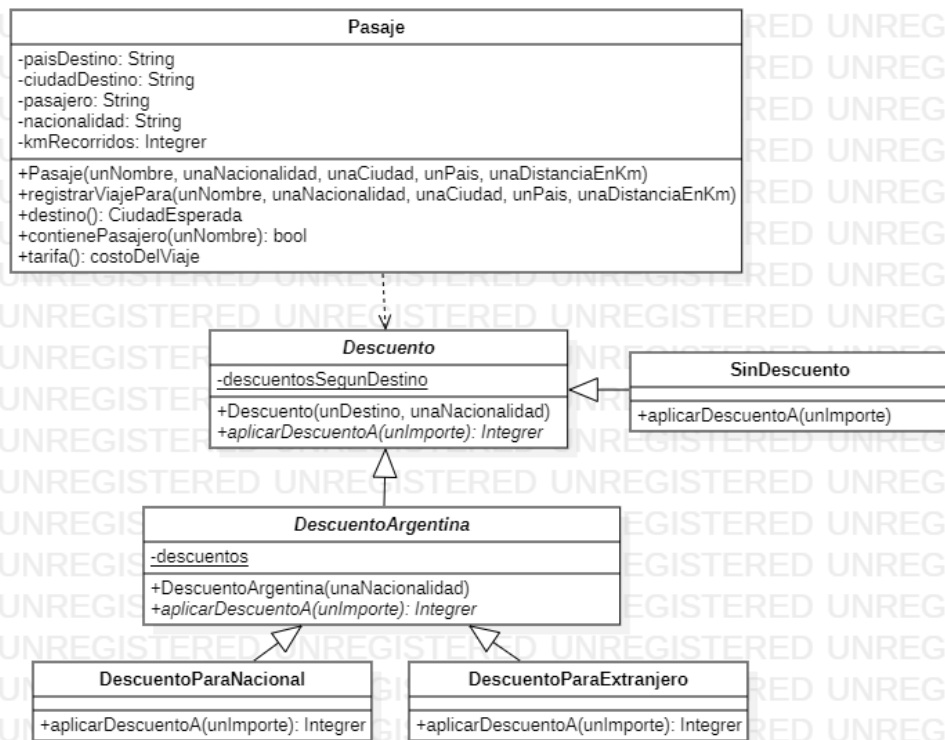 Pasaje
-paisDestino: String
-ciudadDestino: String
-pasajero: String
-nacionalidad: String
-kmRecorridos: Integrer
+Pasaje(unNombre, unaNacionalidad, unaCiudad, unPais, unaDistanciaEnKm)
+registrarViajePara(unNombre, unaNacionalidad, unaCiudad, unPais, unaDistanciaEnKm)
+destino(): CiudadEsperada
+contienePasajero(unNombre): bool
+tarifa(): costoDelViaje
Descuento
-descuentosSegunDestino
+Descuento(unDestino, unaNacionalidad)
+aplicarDescuentoA(unImporte): Integrer
SinDescuento
+aplicarDescuentoA(unImporte)
DescuentoArgentina
-descuentos
+DescuentoArgentina(unaNacionalidad)
+aplicarDescuentoA(unImporte): Integrer
DescuentoParaNacional
+aplicarDescuentoA(unImporte): Integrer
DescuentoParaExtranjero
+aplicarDescuentoA(unImporte): Integrer
UNREGISTERED